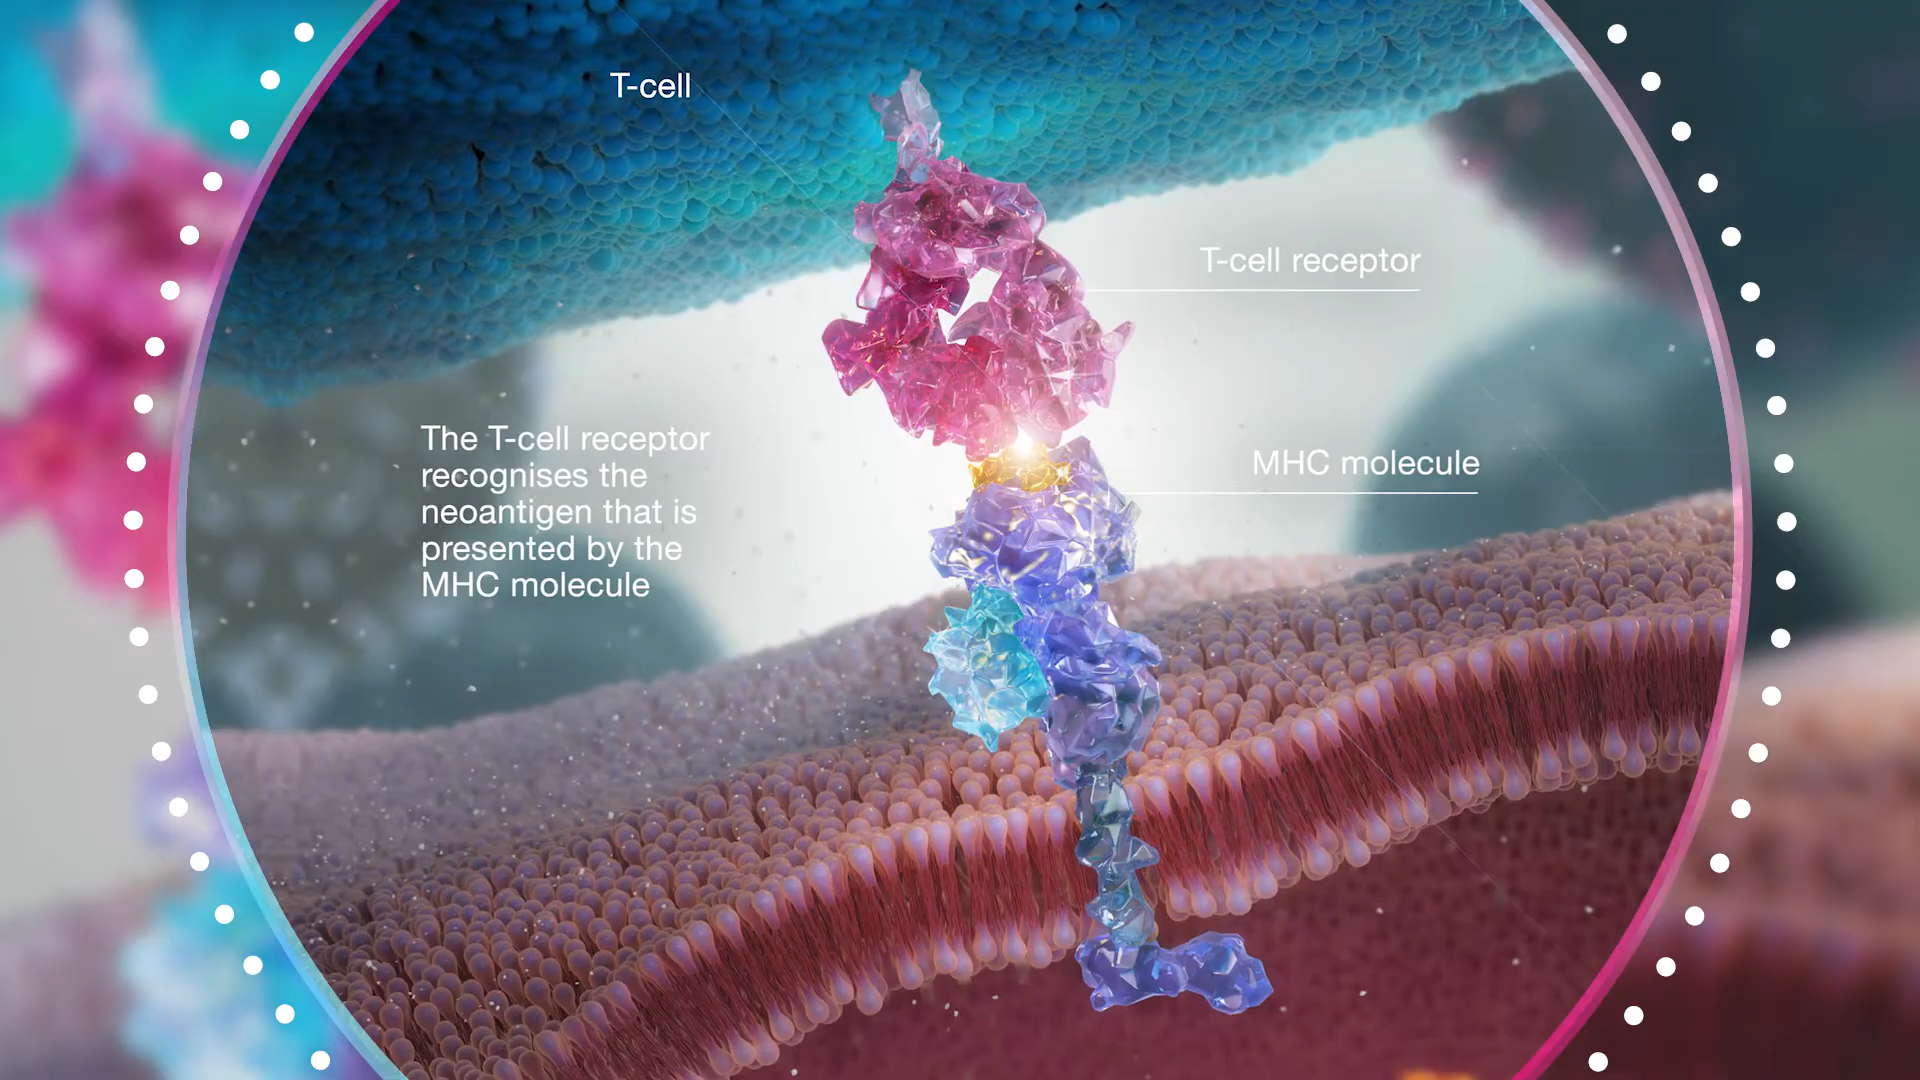 T-cell
T-cell receptor
The T-cell receptor
recognises the
neoantigen that is
presented by the
MHC molecule
MHC molecule